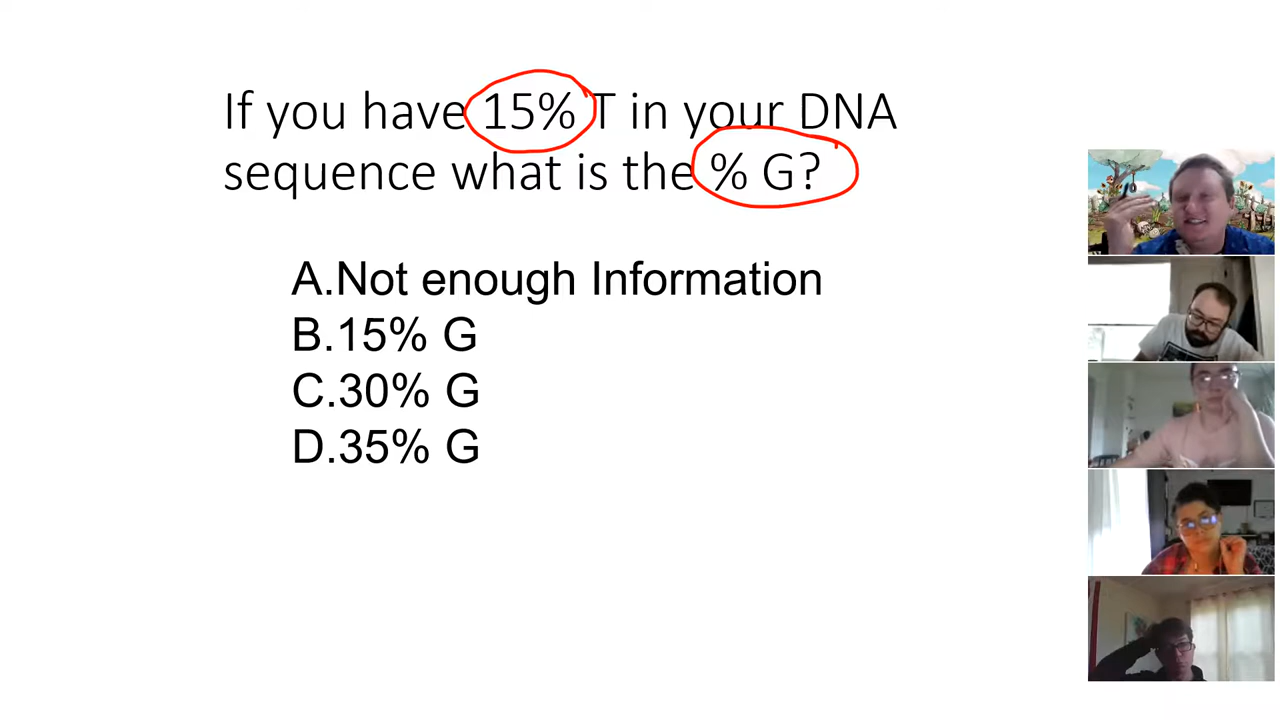 If you have 15% T in your DNA
sequence what is the % G?
A.Not enough Information
B.15% G
C.30% G
D.35% G